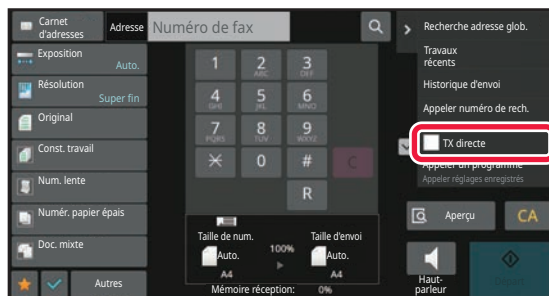 Carnet
d'adresses
Adresse
Numéro de fax
Exposition
Auto.
Résolution
Super fin
Original
Const. travail
Num. lente
Numér. papier
épais
Doc. mixte
Autres
1
2
ABC
3
DEF
4
GHI
5
JKL
6
MNO
7
PQRS
8
TUV
9
WXYZ
0
#
C
R
Taille de num.
Auto.
A4
100%
Taille d'envoi
Auto.
A4
Mémoire réception: 0%
Recherche adresse glob.
Travaux
récents
Historique d'envoi
Appeler numéro de rech.
TX directe
Appeler un programme
Appeler réglages enregistrés
Aperçu
CA
Haut-
parleur